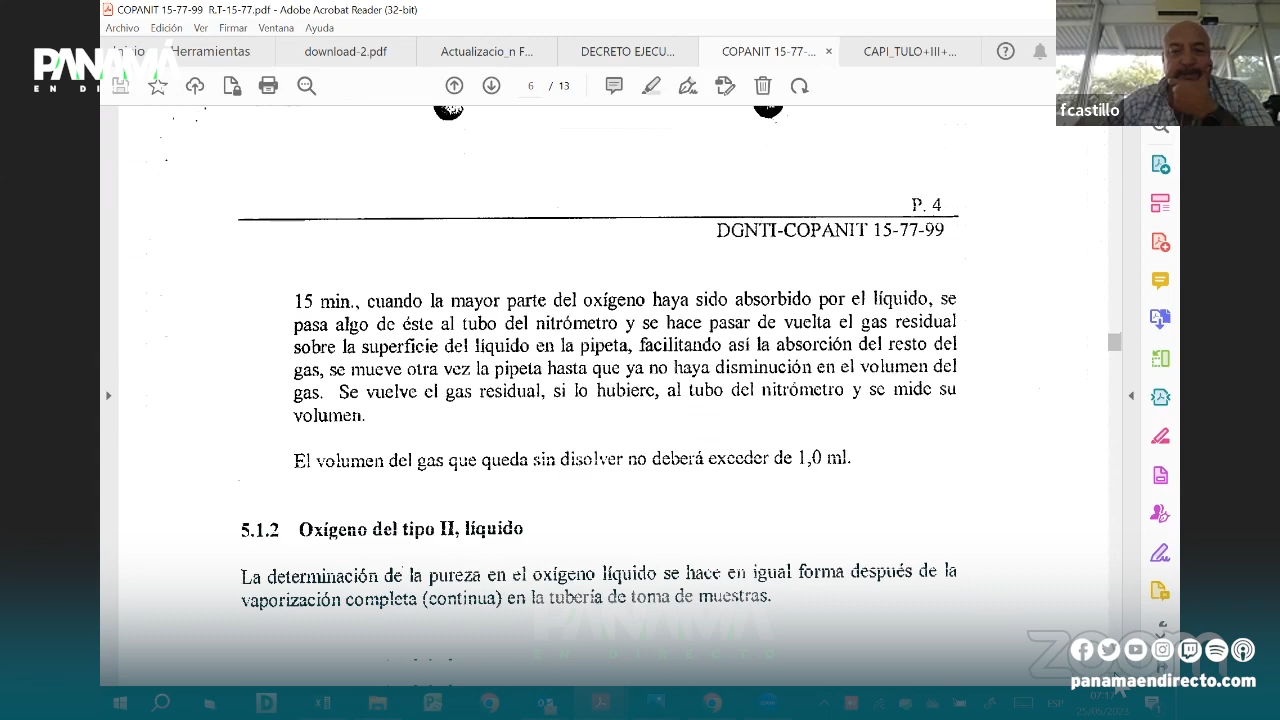 COPANIT 15-77-99 R.T-15-77.pdf - Adobe Acrobat Reader (32-bit)
Archivo Edición Ver Firmar Ventana Ayuda
Inicio Herramientas download-2.pdf Actualizacio_n F... DECRETO EJECU... COPANIT 15-77-... × CAPI_TULO+III+...
PANAMÁ
6 / 13
fcastillo
P. 4
DGNTI-COPANIT 15-77-99
15 min., cuando la mayor parte del oxígeno haya sido absorbido por el líquido, se
pasa algo de éste al tubo del nitrómetro y se hace pasar de vuelta el gas residual
sobre la superficie del líquido en la pipeta, facilitando así la absorción del resto del
gas, se mueve otra vez la pipeta hasta que ya no haya disminución en el volumen del
gas. Se vuelve el gas residual, si lo hubiere, al tubo del nitrómetro y se mide su
volumen.
El volumen del gas que queda sin disolver no deberá exceder de 1,0 ml.
5.1.2 Oxígeno del tipo II, líquido
La determinación de la pureza en el oxígeno líquido se hace en igual forma después de la
vaporización completa (continua) en la tubería de toma de muestras.
PANAMÁ
EN DIRECTO
zoom
panamaendirecto.com
ESP